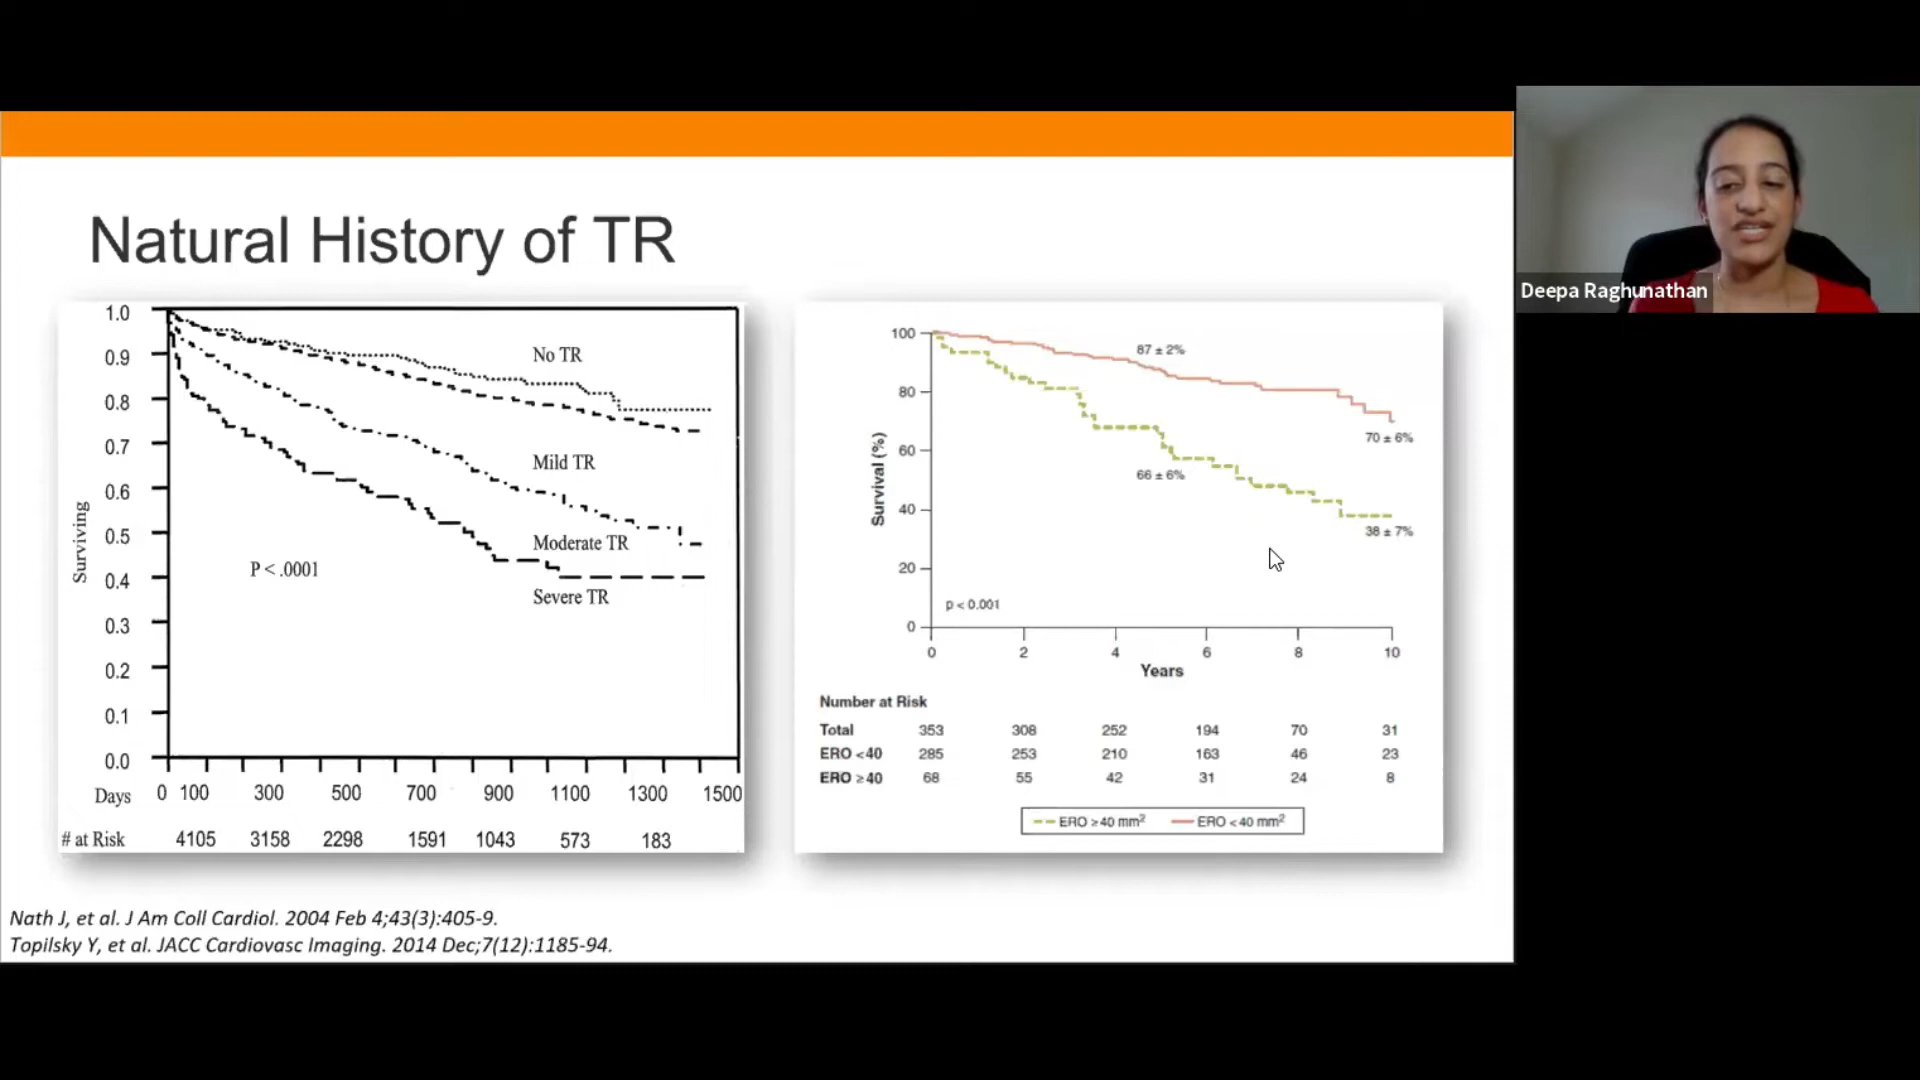 Natural History of TR
1.0
0.9
0.8
0.7
0.6
0.5
0.4
0.3
0.2
0.1
0.0
Surviving
No TR
Mild TR
Moderate TR
Severe TR
P < .0001
Days 0 100 300 500 700 900 1100 1300 1500
# at Risk 4105 3158 2298 1591 1043 573 183
100
80
60
40
20
0
Survival (%)
87 ± 2%
70 ± 6%
66 ± 6%
38 ± 7%
p < 0.001
0 2 4 6 8 10
Years
Number at Risk
Total 353 308 252 194 70 31
ERO <40 285 253 210 163 46 23
ERO ≥40 68 55 42 31 24 8
ERO ≥40 mm² ERO <40 mm²
Nath J, et al. J Am Coll Cardiol. 2004 Feb 4;43(3):405-9.
Topilsky Y, et al. JACC Cardiovasc Imaging. 2014 Dec;7(12):1185-94.
Deepa Raghunathan